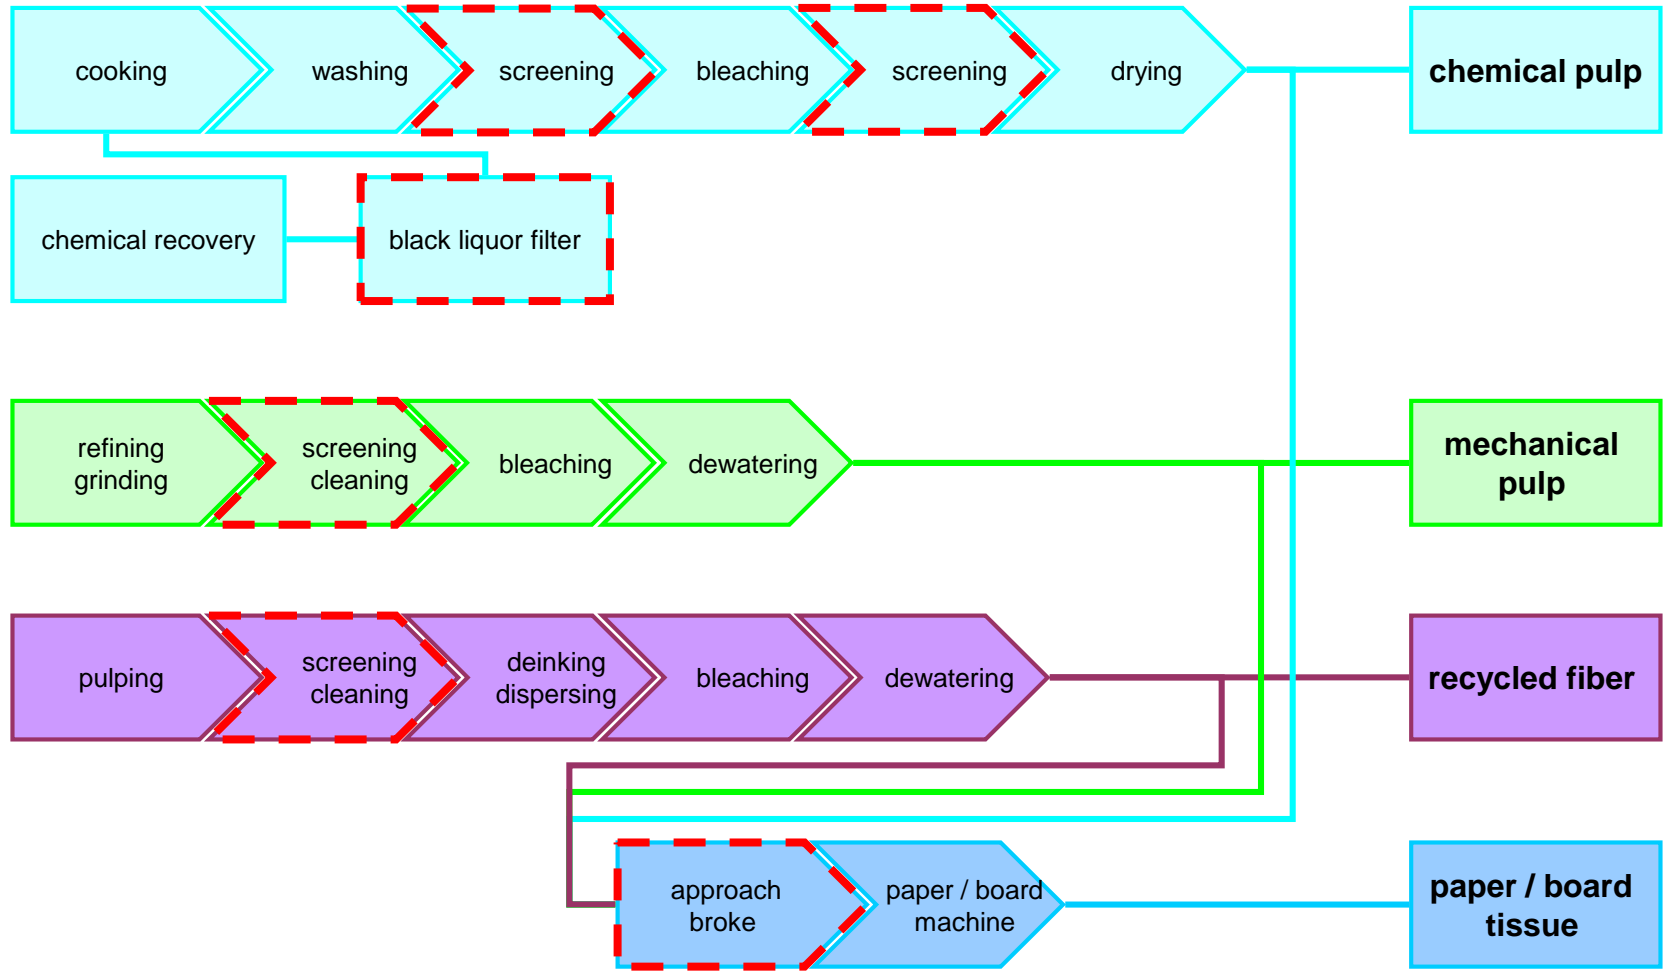 cooking
washing
screening
bleaching
screening
drying
chemical pulp
chemical recovery
black liquor filter
refining
grinding
screening
cleaning
bleaching
dewatering
mechanical
pulp
pulping
screening
cleaning
deinking
dispersing
bleaching
dewatering
recycled fiber
approach
broke
paper / board
machine
paper / board
tissue